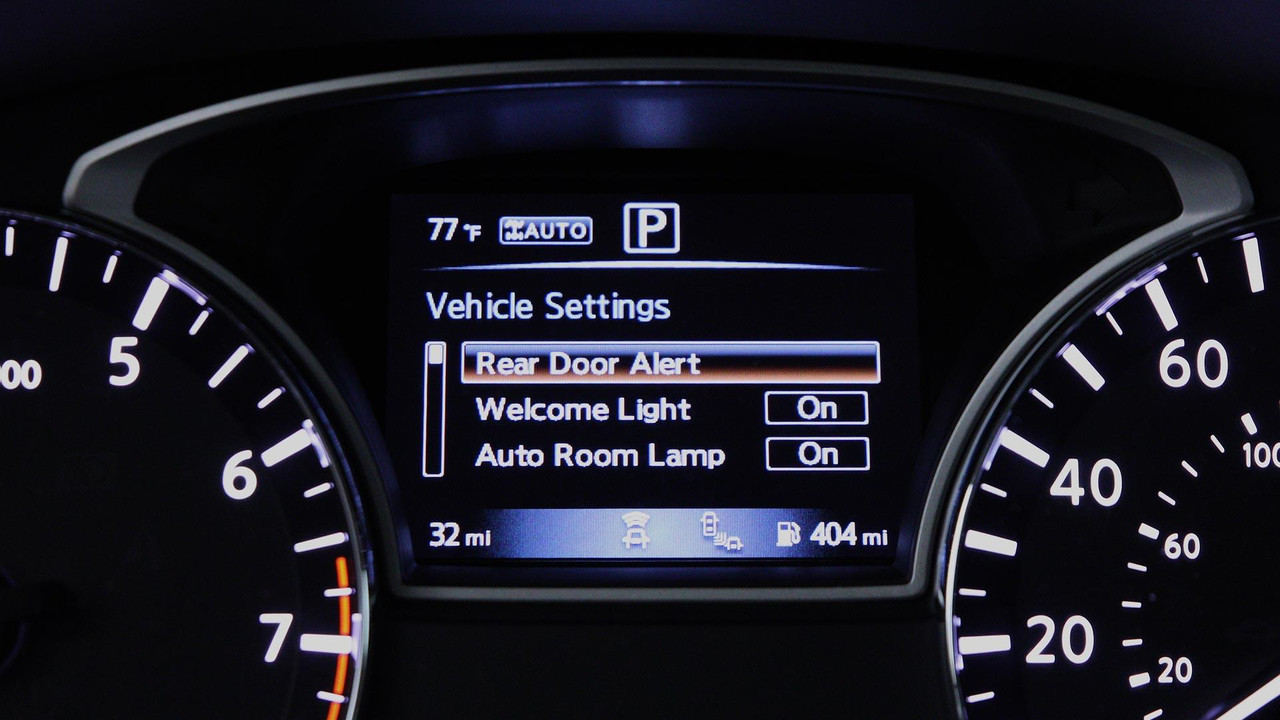 77 °F AUTO P
Vehicle Settings
Rear Door Alert
Welcome Light On
Auto Room Lamp On
32 mi 404 mi
00
5
6
7
60
40
20
100
60
20